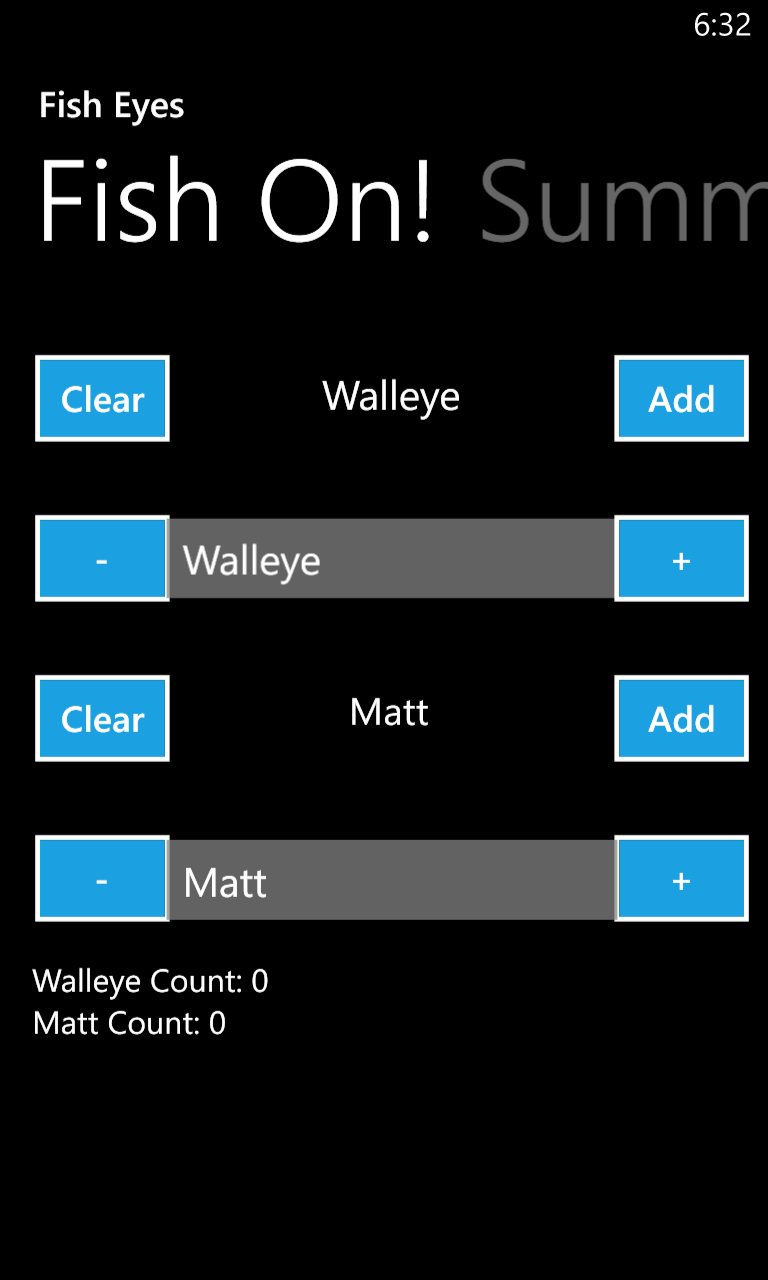 6:32
Fish Eyes
Fish On! Summ
Clear Walleye Add
- Walleye +
Clear Matt Add
- Matt +
Walleye Count: 0
Matt Count: 0